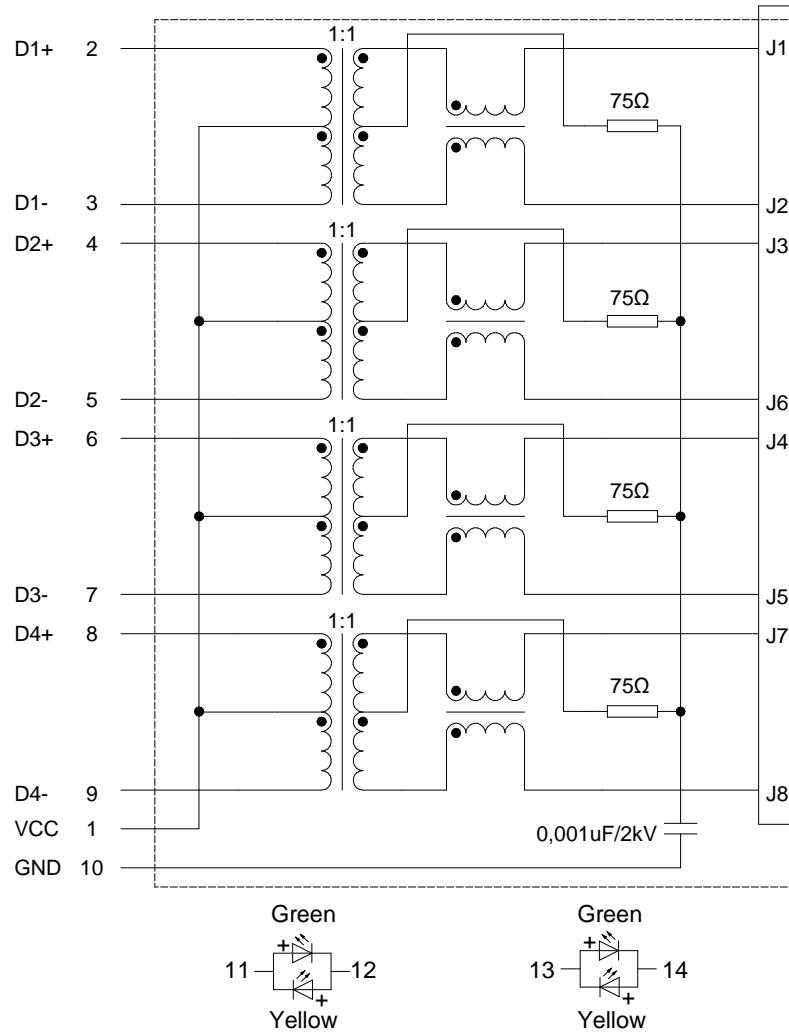 1:1
D1+ 2 J1
75Ω
D1- 3 J2
1:1
D2+ 4 J3
75Ω
D2- 5 J6
1:1
D3+ 6 J4
75Ω
D3- 7 J5
1:1
D4+ 8 J7
75Ω
D4- 9 J8
VCC 1
0,001uF/2kV
GND 10
Green Green
+ +
11 12 13 14
+ +
Yellow Yellow